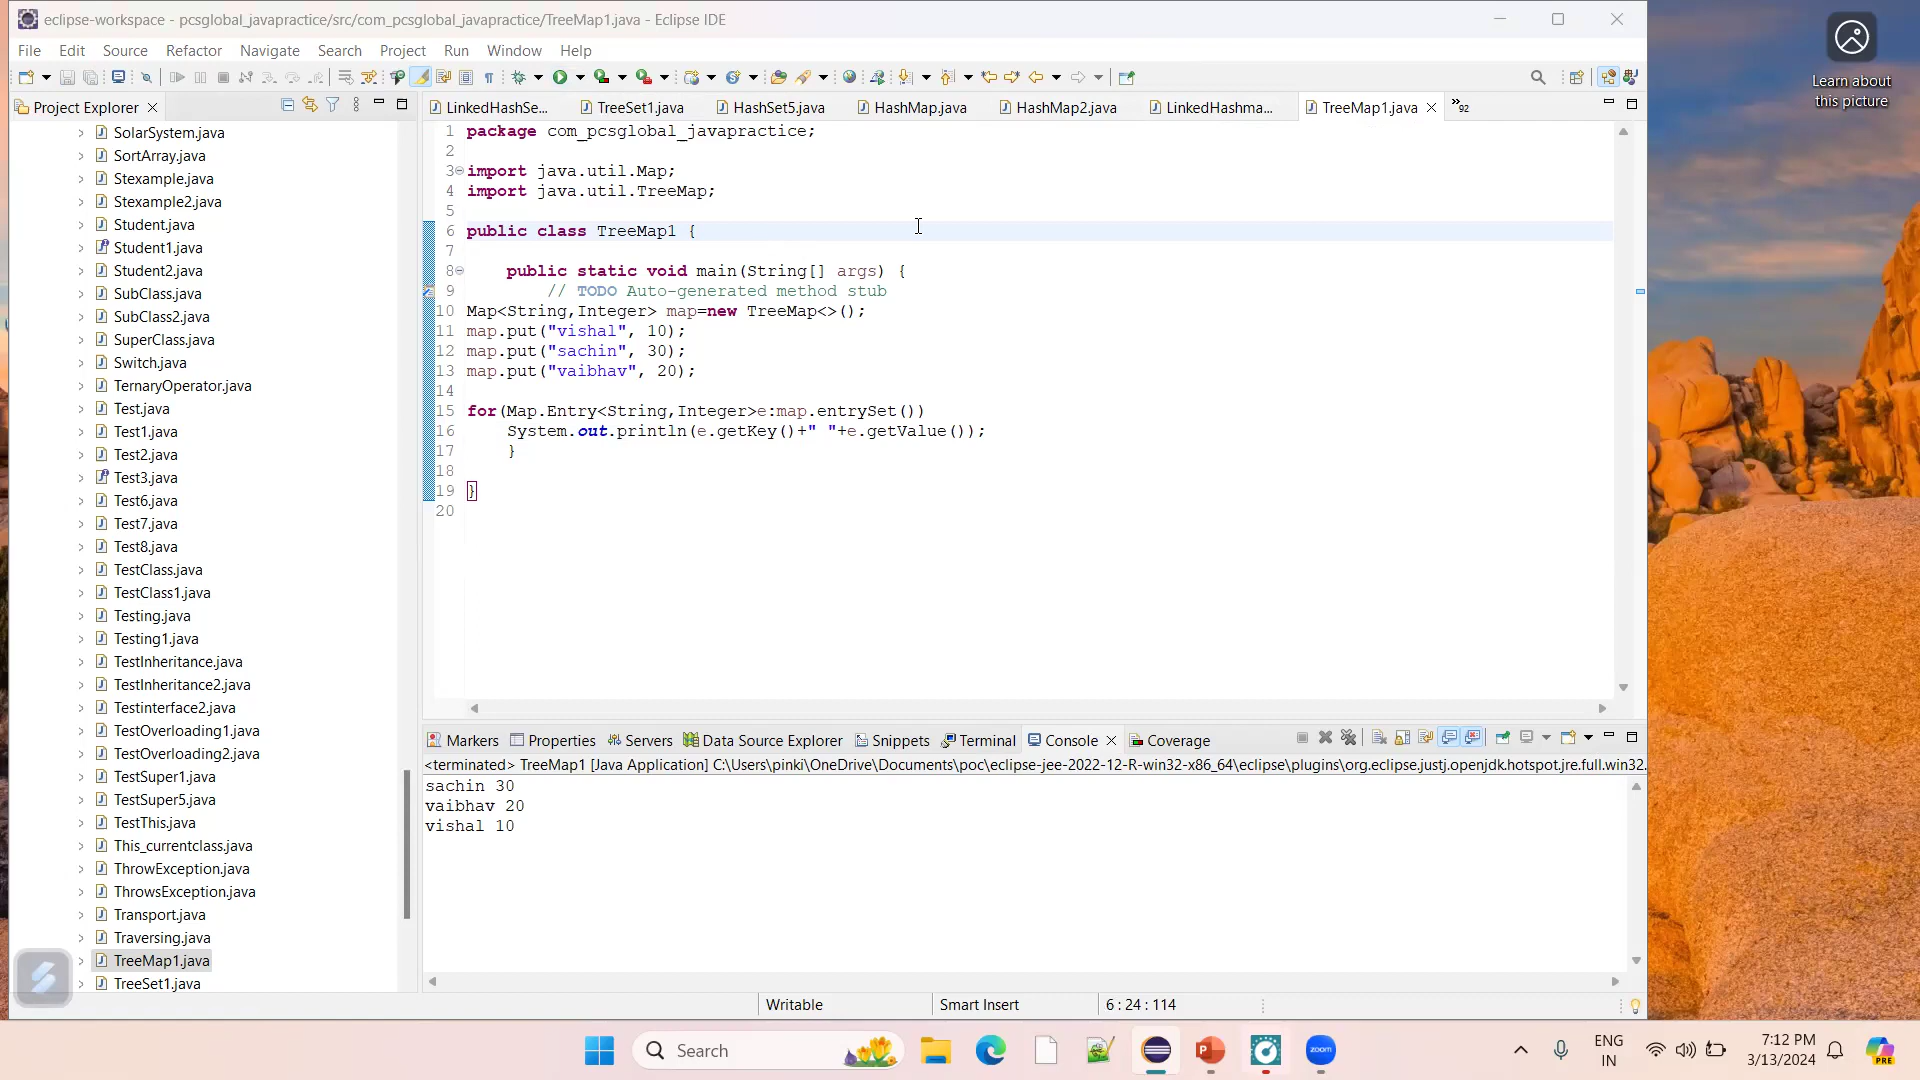 eclipse-workspace - pcsglobal_javapractice/src/com_pcsglobal_javapractice/TreeMap1.java - Eclipse IDE
File Edit Source Refactor Navigate Search Project Run Window Help
Project Explorer
SolarSystem.java
SortArray.java
Stexample.java
Stexample2.java
Student.java
Student1.java
Student2.java
SubClass.java
SubClass2.java
SuperClass.java
Switch.java
TernaryOperator.java
Test.java
Test1.java
Test2.java
Test3.java
Test6.java
Test7.java
Test8.java
TestClass.java
TestClass1.java
Testing.java
Testing1.java
TestInheritance.java
TestInheritance2.java
Testinterface2.java
TestOverloading1.java
TestOverloading2.java
TestSuper1.java
TestSuper5.java
TestThis.java
This_currentclass.java
ThrowException.java
ThrowsException.java
Transport.java
Traversing.java
TreeMap1.java
TreeSet1.java
LinkedHashSe... TreeSet1.java HashSet5.java HashMap.java HashMap2.java LinkedHashma... TreeMap1.java »92
1 package com_pcsglobal_javapractice;
2
3 import java.util.Map;
4 import java.util.TreeMap;
5
6 public class TreeMap1 {
7
8 public static void main(String[] args) {
9 // TODO Auto-generated method stub
10 Map<String,Integer> map=new TreeMap<>();
11 map.put("vishal", 10);
12 map.put("sachin", 30);
13 map.put("vaibhav", 20);
14
15 for(Map.Entry<String,Integer>e:map.entrySet())
16 System.out.println(e.getKey()+" "+e.getValue());
17 }
18
19 }
20
Markers Properties Servers Data Source Explorer Snippets Terminal Console Coverage
<terminated> TreeMap1 [Java Application] C:\Users\pinki\OneDrive\Documents\poc\eclipse-jee-2022-12-R-win32-x86_64\eclipse\plugins\org.eclipse.justj.openjdk.hotspot.jre.full.win32.
sachin 30
vaibhav 20
vishal 10
Writable Smart Insert 6 : 24 : 114
Learn about
this picture
Search
zoom
ENG
IN
7:12 PM
3/13/2024
PRE